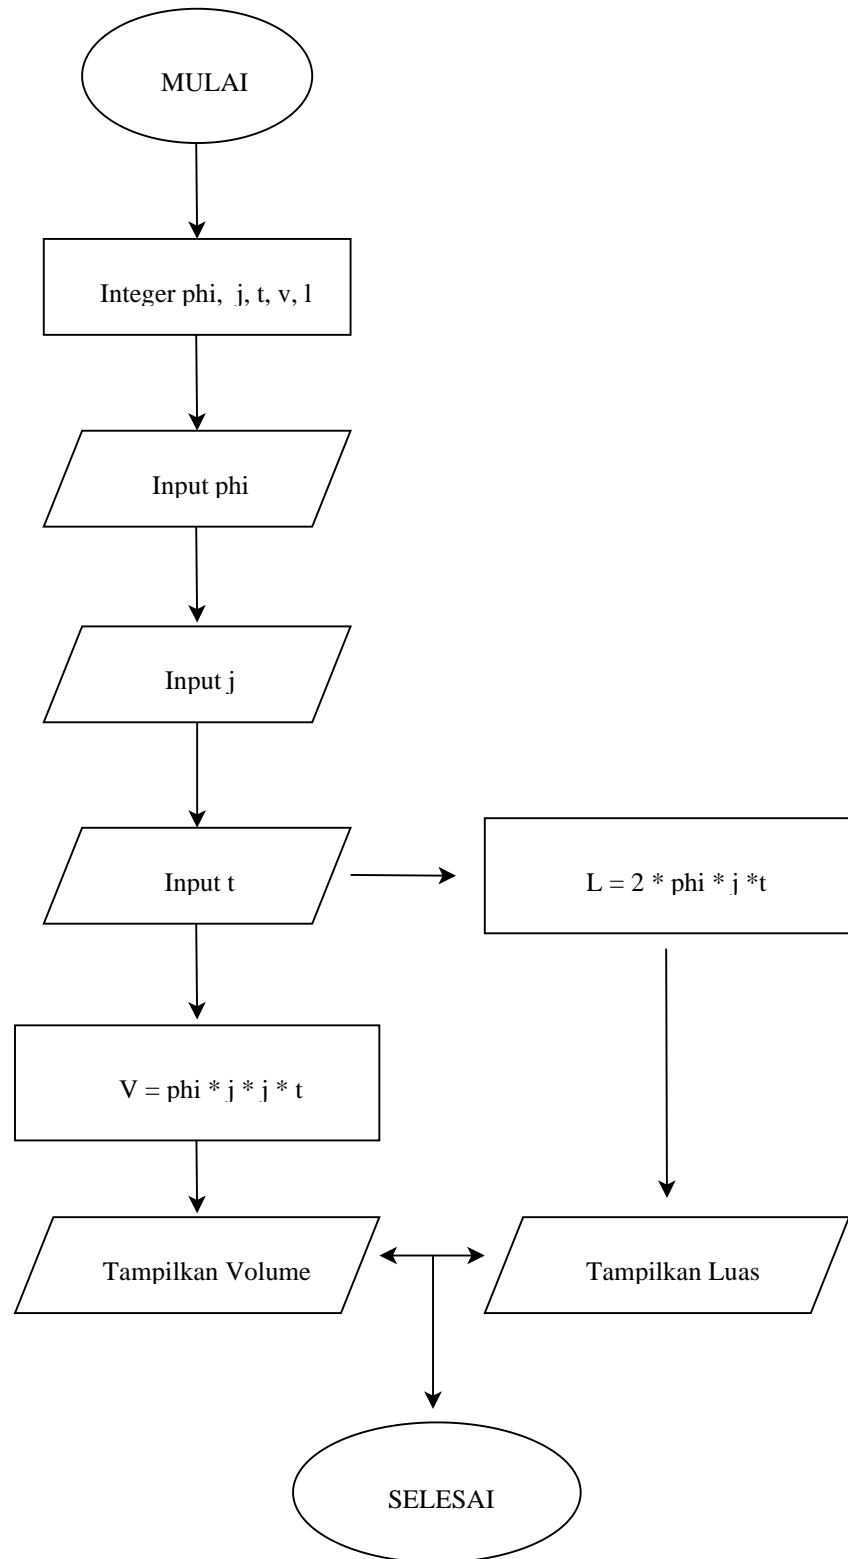 MULAI
Integer phi, j, t, v, l
Input phi
Input j
Input t
L = 2 * phi * j *t
V = phi * j * j * t
Tampilkan Volume
Tampilkan Luas
SELESAI